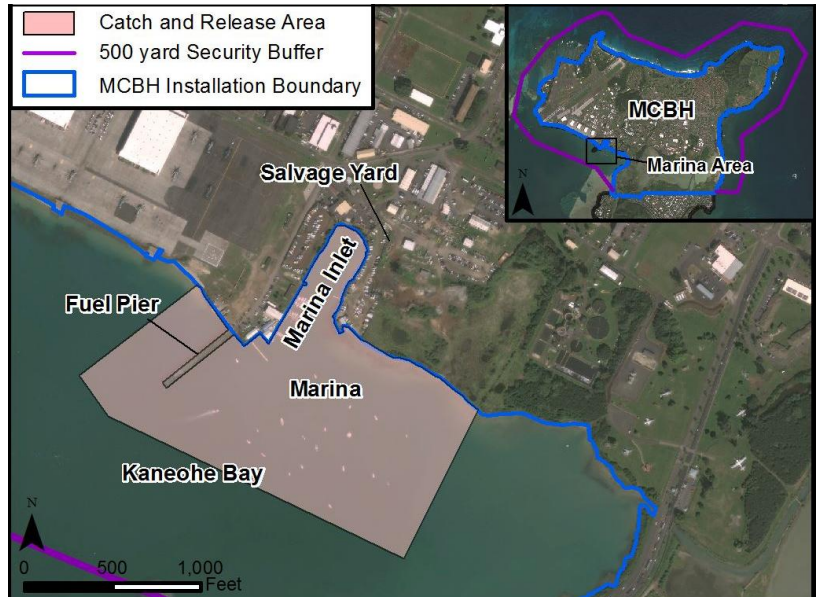 Catch and Release Area
500 yard Security Buffer
MCBH Installation Boundary
MCBH
Marina Area
N
Salvage Yard
Marina Inlet
Fuel Pier
Marina
Kaneohe Bay
N
0 500 1,000
Feet